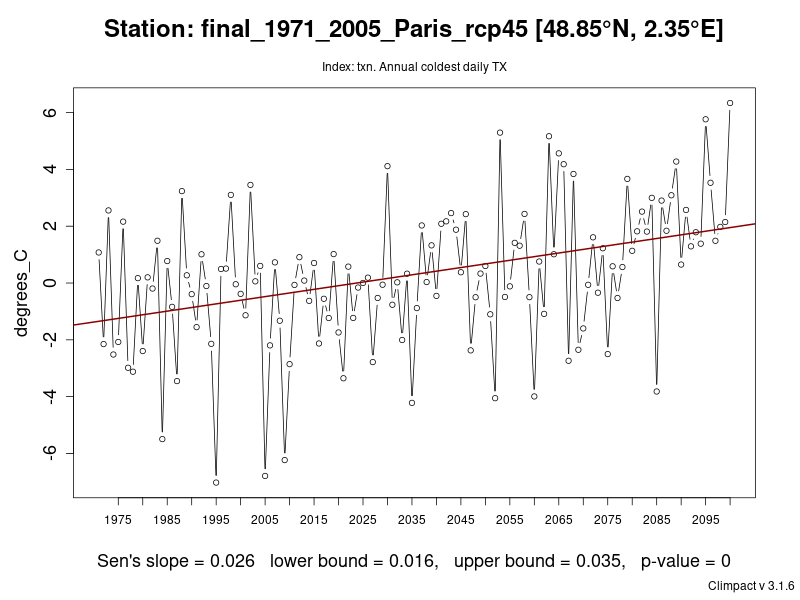 Station: final_1971_2005_Paris_rcp45 [48.85°N, 2.35°E]
Index: txn. Annual coldest daily TX
degrees_C
6
4
2
0
-2
-4
-6
1975 1985 1995 2005 2015 2025 2035 2045 2055 2065 2075 2085 2095
Sen's slope = 0.026 lower bound = 0.016, upper bound = 0.035, p-value = 0
Climpact v 3.1.6